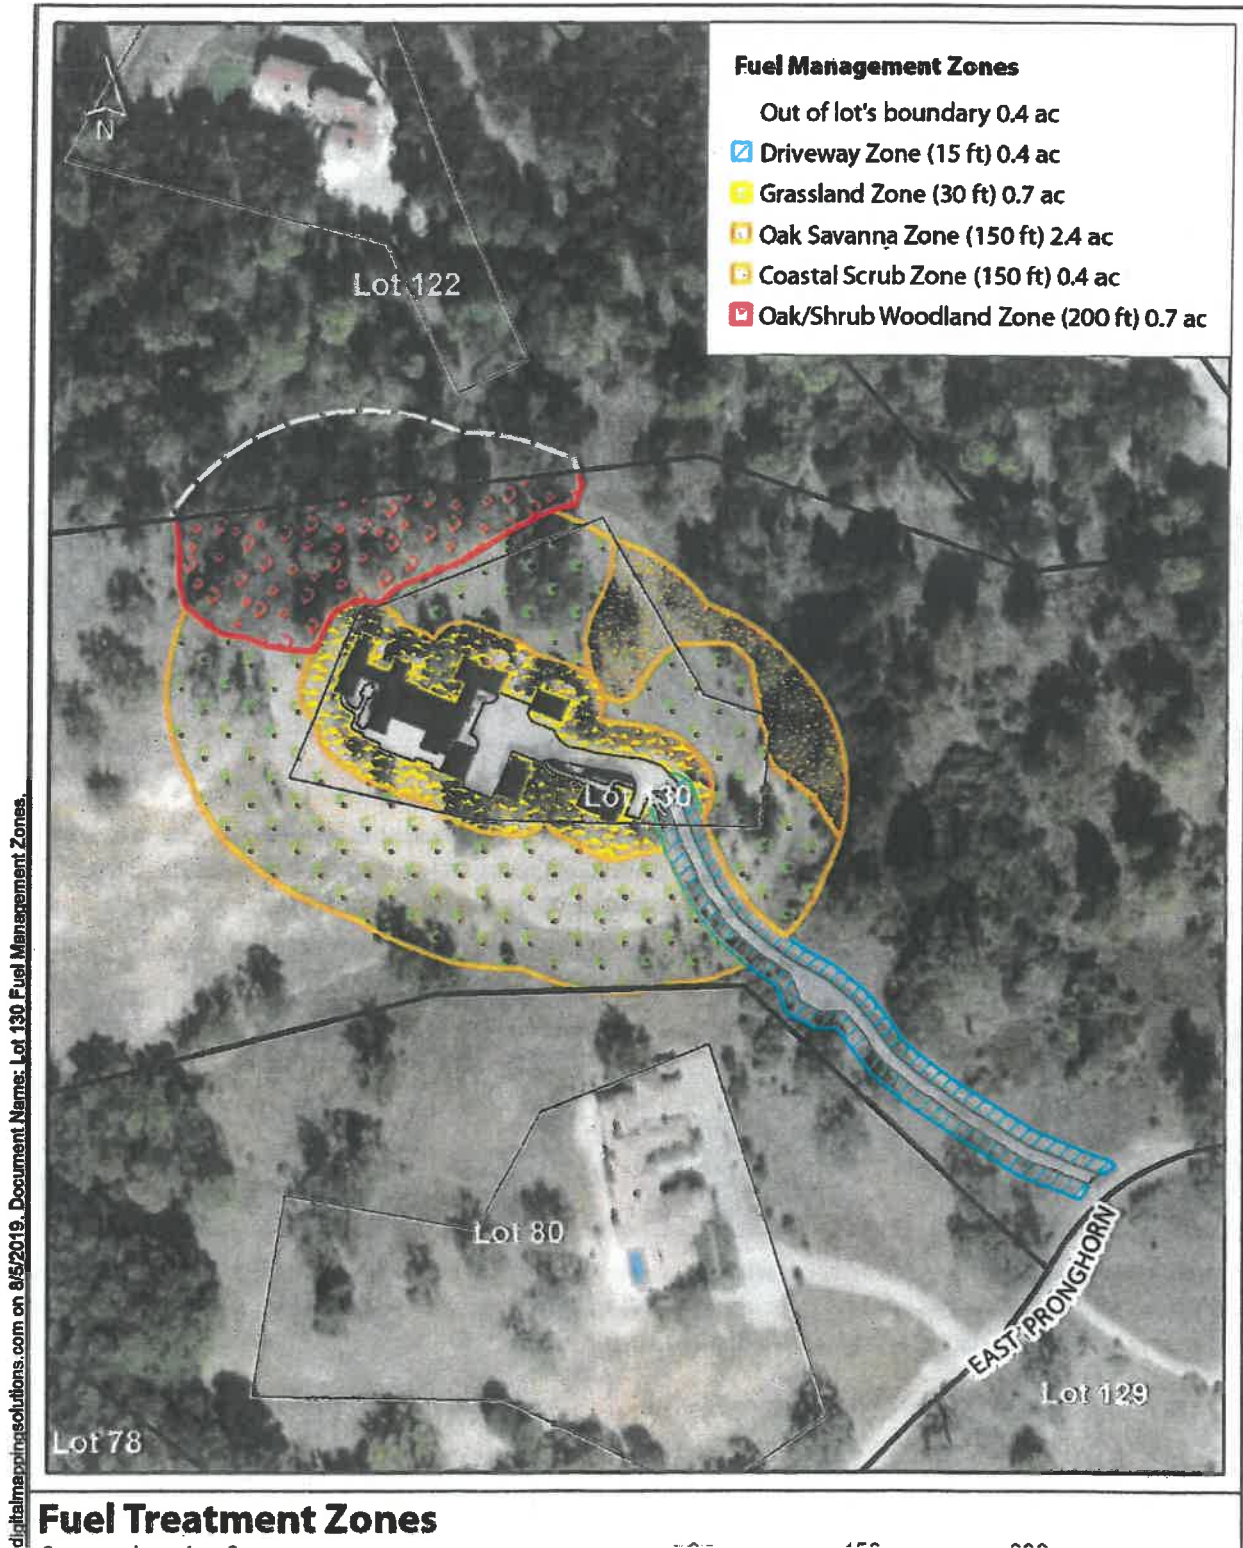 Fuel Management Zones
Out of lot's boundary 0.4 ac
Driveway Zone (15 ft) 0.4 ac
Grassland Zone (30 ft) 0.7 ac
Oak Savanna Zone (150 ft) 2.4 ac
Coastal Scrub Zone (150 ft) 0.4 ac
Oak/Shrub Woodland Zone (200 ft) 0.7 ac
N
Lot 122
Lot 130
Lot 80
EAST PRONGHORN
Lot 129
Lot 78
digitalmappingsolutions.com on 8/5/2019. Document Name: Lot 130 Fuel Management Zones.
Fuel Treatment Zones